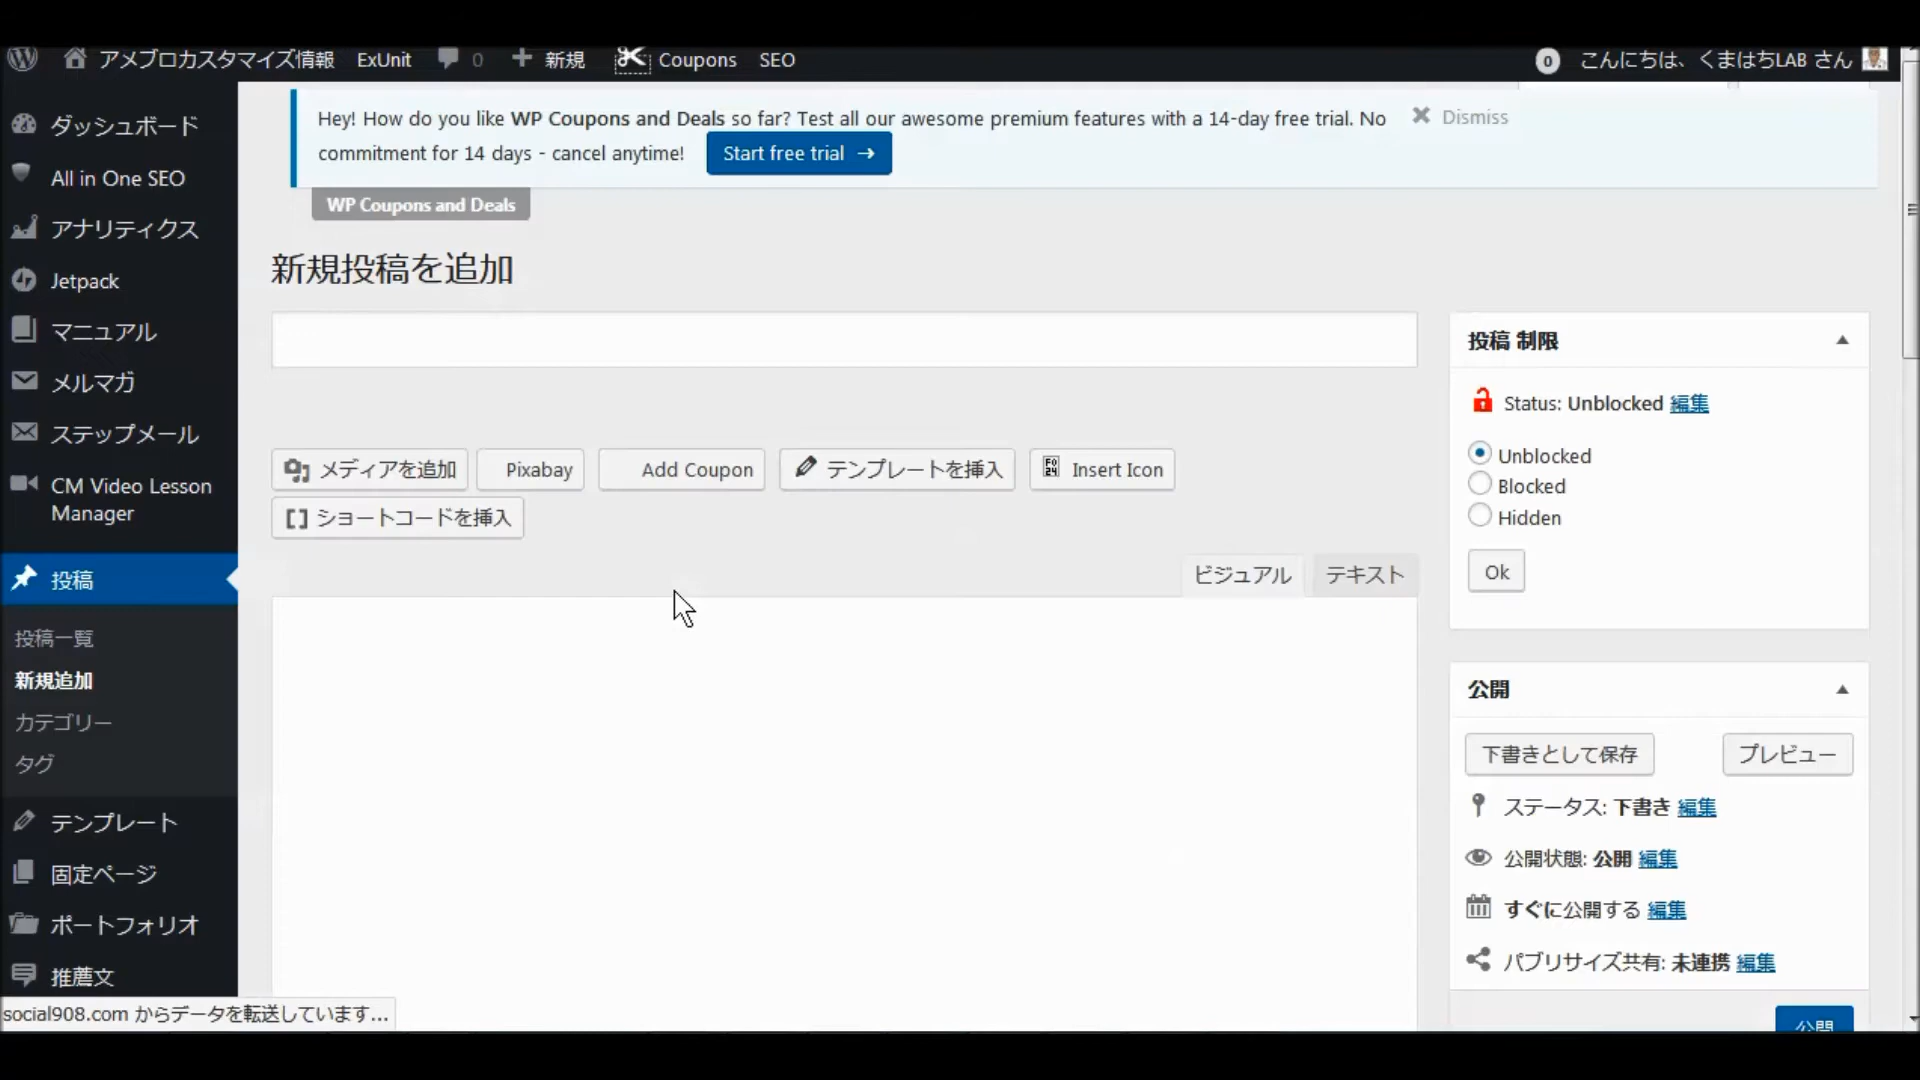 アメブロカスタマイズ情報 ExUnit 0 新規 Coupons SEO 0 こんにちは、くまはちLAB さん
ダッシュボード
All in One SEO
アナリティクス
Jetpack
マニュアル
メルマガ
ステップメール
CM Video Lesson
Manager
投稿
投稿一覧
新規追加
カテゴリー
タグ
テンプレート
固定ページ
ポートフォリオ
推薦文
Hey! How do you like WP Coupons and Deals so far? Test all our awesome premium features with a 14-day free trial. No
commitment for 14 days - cancel anytime! Start free trial →
Dismiss
WP Coupons and Deals
新規投稿を追加
メディアを追加 Pixabay Add Coupon テンプレートを挿入 Insert Icon
[ ] ショートコードを挿入
ビジュアル テキスト
投稿 制限
Status: Unblocked 編集
Unblocked
Blocked
Hidden
Ok
公開
下書きとして保存 プレビュー
ステータス: 下書き 編集
公開状態: 公開 編集
すぐに公開する 編集
パブリサイズ共有: 未連携 編集
公開
social908.com からデータを転送しています...